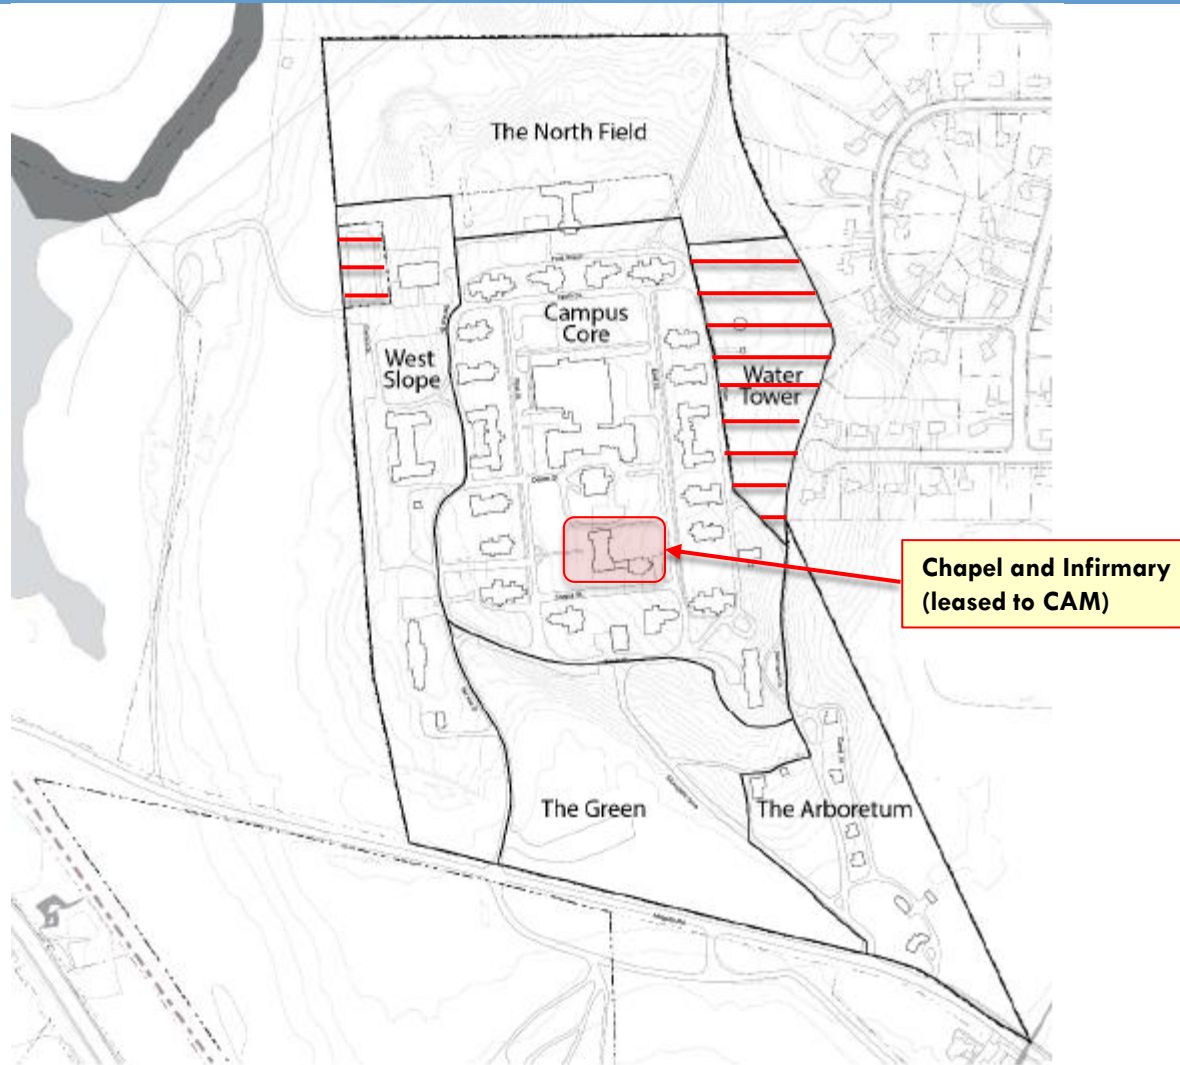 The North Field
Campus
Core
West
Slope
Water
Tower
Chapel and Infirmary
(leased to CAM)
The Green
The Arboretum